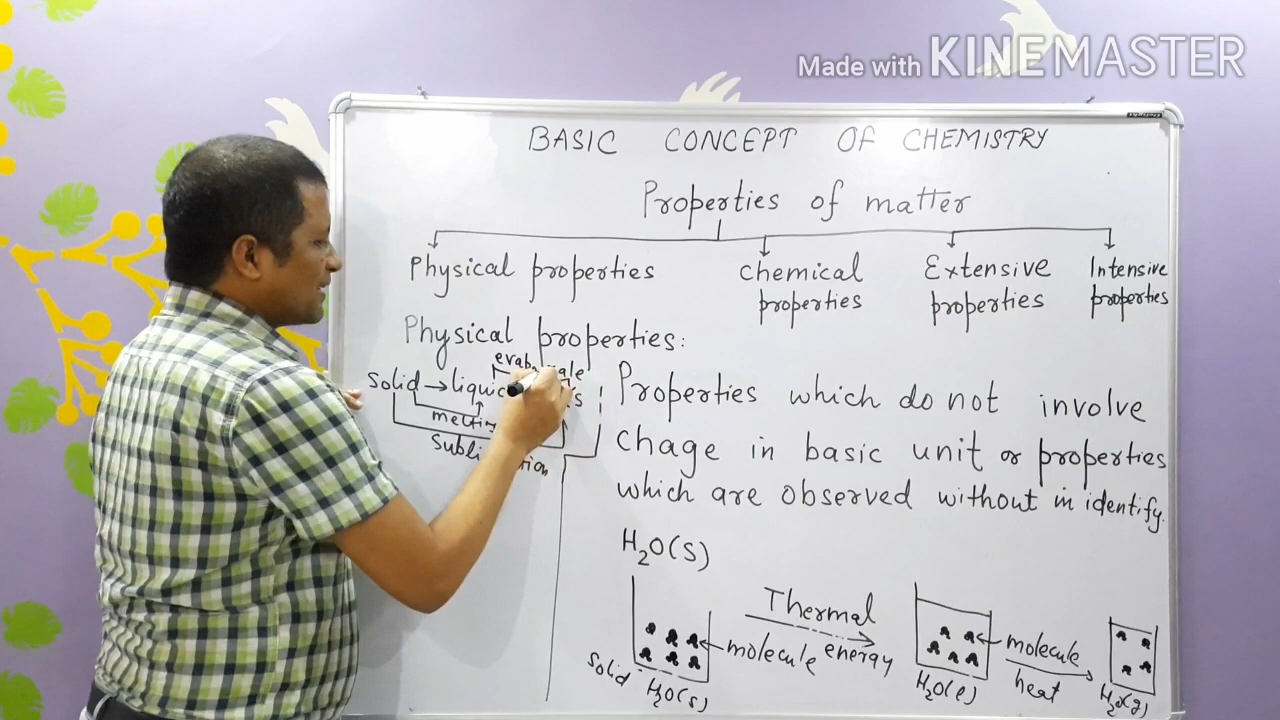 Made with KINEMASTER
BASIC CONCEPT OF CHEMISTRY
Properties of matter
Physical properties
chemical properties
Extensive properties
Intensive properties
Physical properties:
Solid → liquid
melting
Properties which do not involve
chage in basic unit or properties
which are observed without in identify.
H₂O(S)
Thermal energy
molecule
Solid
H₂O(s)
molecule
heat
H₂O(l)
H₂O(g)